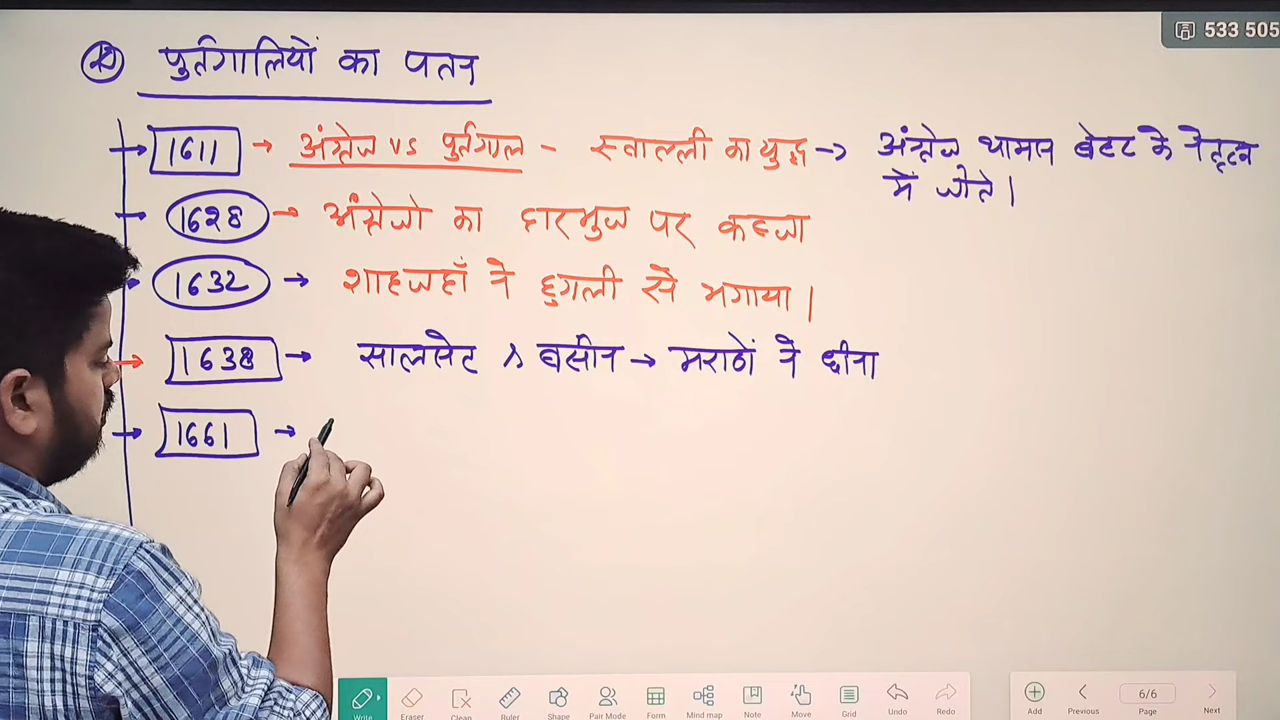 533 505
पुर्तगालियों का पतन
1611 → अंग्रेज vs पुर्तगाल - स्वाल्ली का युद्ध → अंग्रेज थामस बेस्ट के नेतृत्व
में जीते।
1628 → अंग्रेजो का हारमुज पर कब्जा
1632 → शाहजहाँ ने हुगली से भगाया।
1638 → सालसेट & बसीन → मराठों ने छीना
1661 →
Write Eraser Clean Ruler Shape Pair Mode Form Mind map Note Move Grid Undo Redo
Add Previous 6/6 Page Next